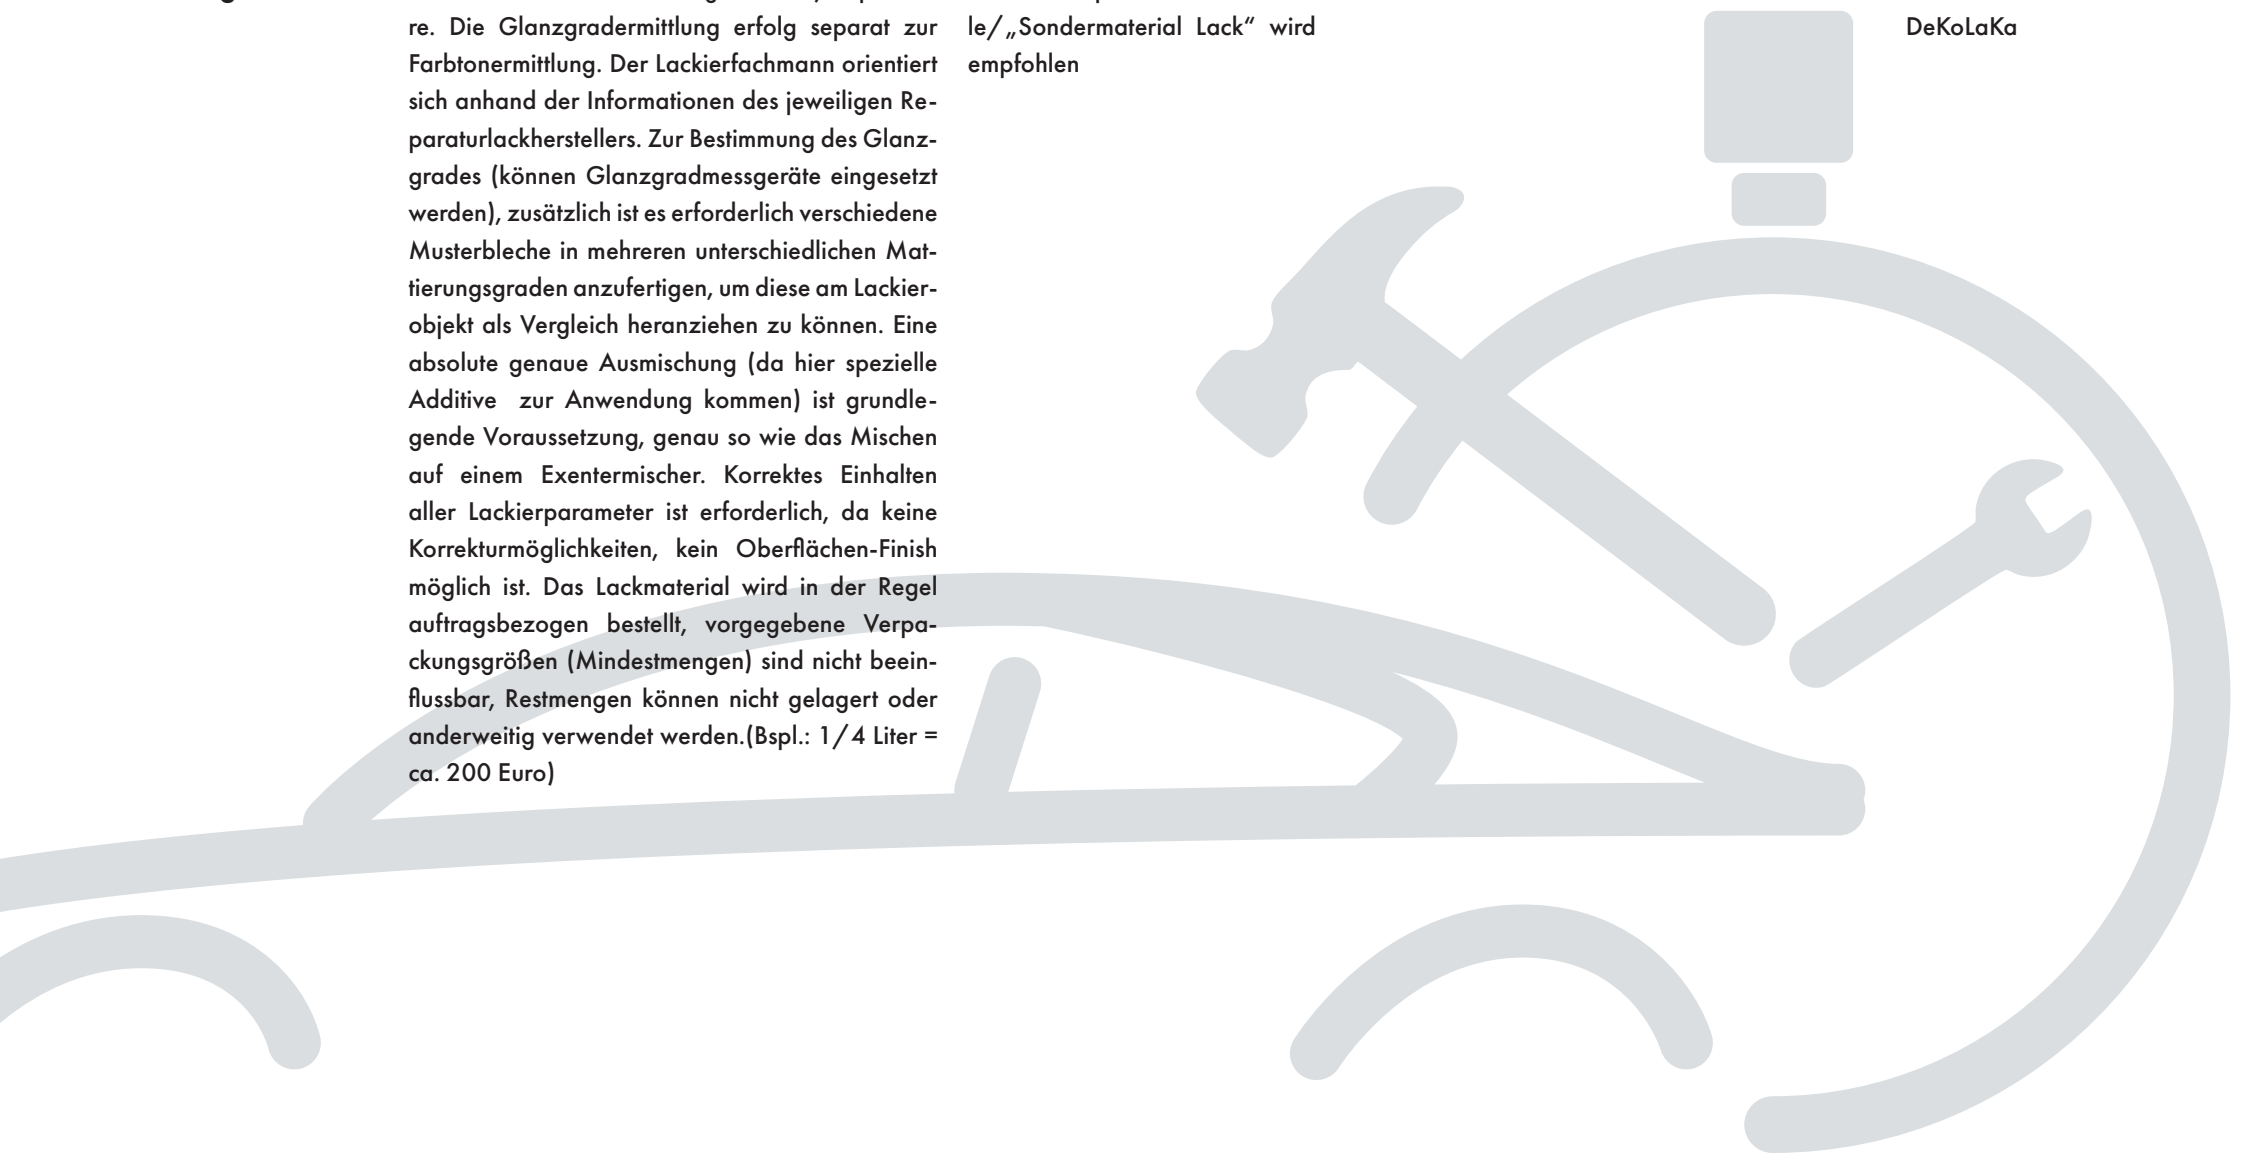 re. Die Glanzgradermittlung erfolg separat zur
Farbtonermittlung. Der Lackierfachmann orientiert
sich anhand der Informationen des jeweiligen Re-
paraturlackherstellers. Zur Bestimmung des Glanz-
grades (können Glanzgradmessgeräte eingesetzt
werden), zusätzlich ist es erforderlich verschiedene
Musterbleche in mehreren unterschiedlichen Mat-
tierungsgraden anzufertigen, um diese am Lackier-
objekt als Vergleich heranziehen zu können. Eine
absolute genaue Ausmischung (da hier spezielle
Additive zur Anwendung kommen) ist grundle-
gende Voraussetzung, genau so wie das Mischen
auf einem Exentermischer. Korrektes Einhalten
aller Lackierparameter ist erforderlich, da keine
Korrekturmöglichkeiten, kein Oberflächen-Finish
möglich ist. Das Lackmaterial wird in der Regel
auftragsbezogen bestellt, vorgegebene Verpa-
ckungsgrößen (Mindestmengen) sind nicht beein-
flussbar, Restmengen können nicht gelagert oder
anderweitig verwendet werden.(Bspl.: 1/4 Liter =
ca. 200 Euro)
le/„Sondermaterial Lack“ wird
empfohlen
DeKoLaKa